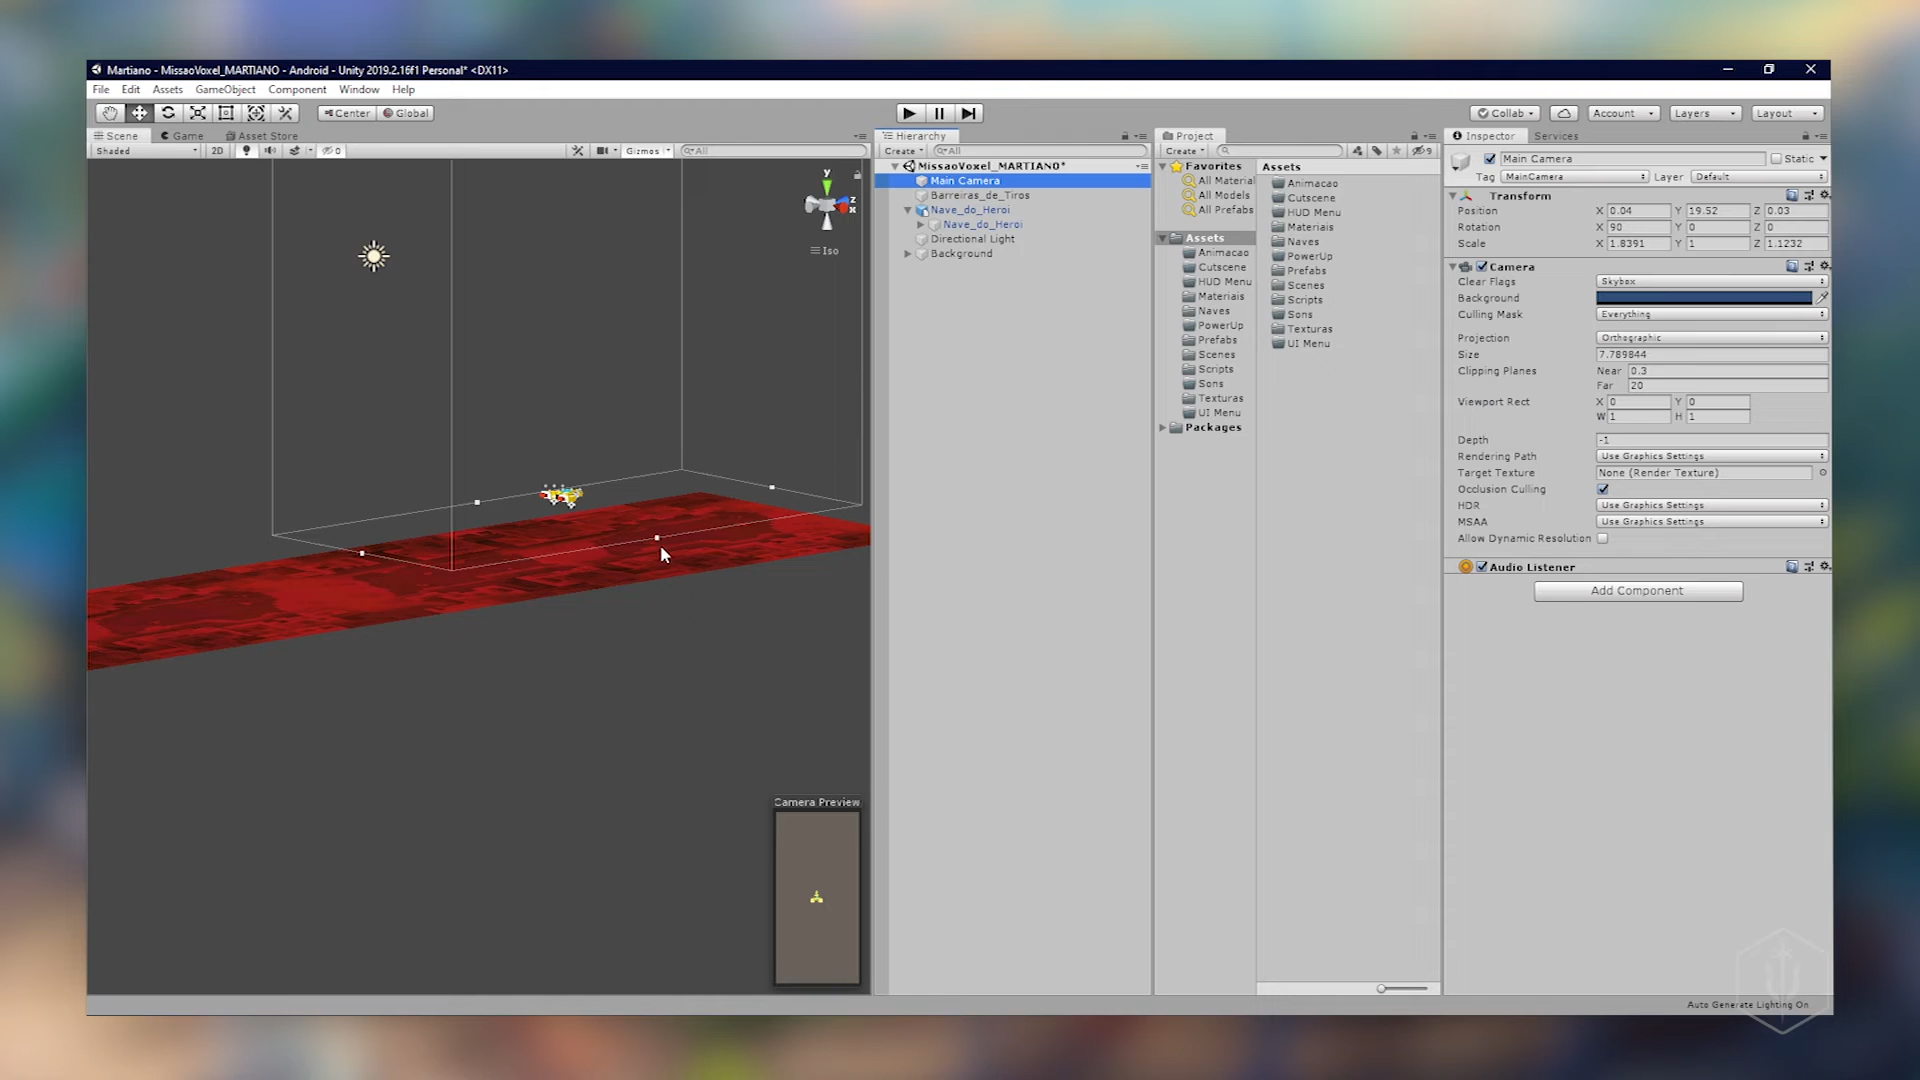 Martiano - MissaoVoxel_MARTIANO - Android - Unity 2019.2.16f1 Personal* <DX11>
File Edit Assets GameObject Component Window Help
Center Global
Collab Account Layers Layout
Scene Game Asset Store
Shaded 2D 0 Gizmos All
y
z
x
Iso
Camera Preview
Hierarchy
Create All
MissaoVoxel_MARTIANO*
Main Camera
Barreiras_de_Tiros
Nave_do_Heroi
Nave_do_Heroi
Directional Light
Background
Project
Create 9
Favorites
All Material
All Models
All Prefabs
Assets
Animacao
Cutscene
HUD Menu
Materiais
Naves
PowerUp
Prefabs
Scenes
Scripts
Sons
Texturas
UI Menu
Packages
Assets
Animacao
Cutscene
HUD Menu
Materiais
Naves
PowerUp
Prefabs
Scenes
Scripts
Sons
Texturas
UI Menu
Inspector Services
Main Camera Static
Tag MainCamera Layer Default
Transform
Position X 0.04 Y 19.52 Z 0.03
Rotation X 90 Y 0 Z 0
Scale X 1.8391 Y 1 Z 1.1232
Camera
Clear Flags Skybox
Background
Culling Mask Everything
Projection Orthographic
Size 7.789844
Clipping Planes Near 0.3
Far 20
Viewport Rect X 0 Y 0
W 1 H 1
Depth -1
Rendering Path Use Graphics Settings
Target Texture None (Render Texture)
Occlusion Culling
HDR Use Graphics Settings
MSAA Use Graphics Settings
Allow Dynamic Resolution
Audio Listener
Add Component
Auto Generate Lighting On